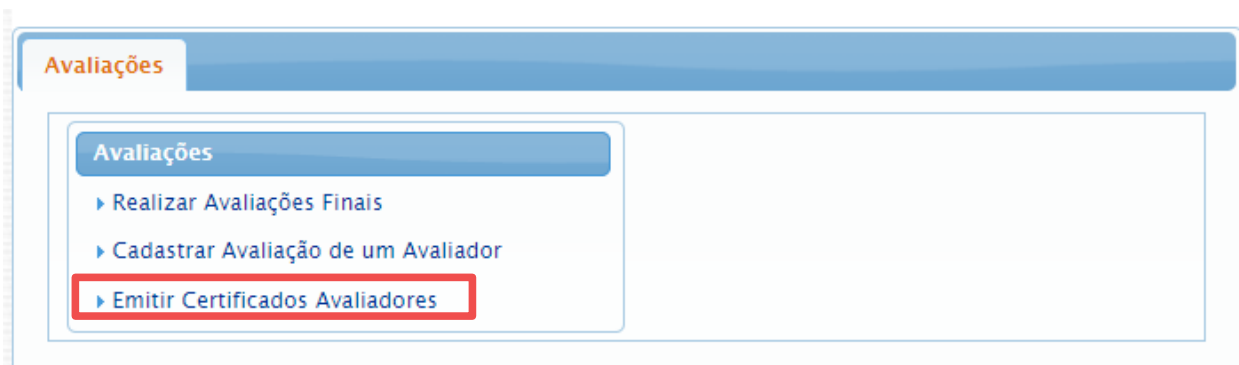 Avaliações
Avaliações
Realizar Avaliações Finais
Cadastrar Avaliação de um Avaliador
Emitir Certificados Avaliadores